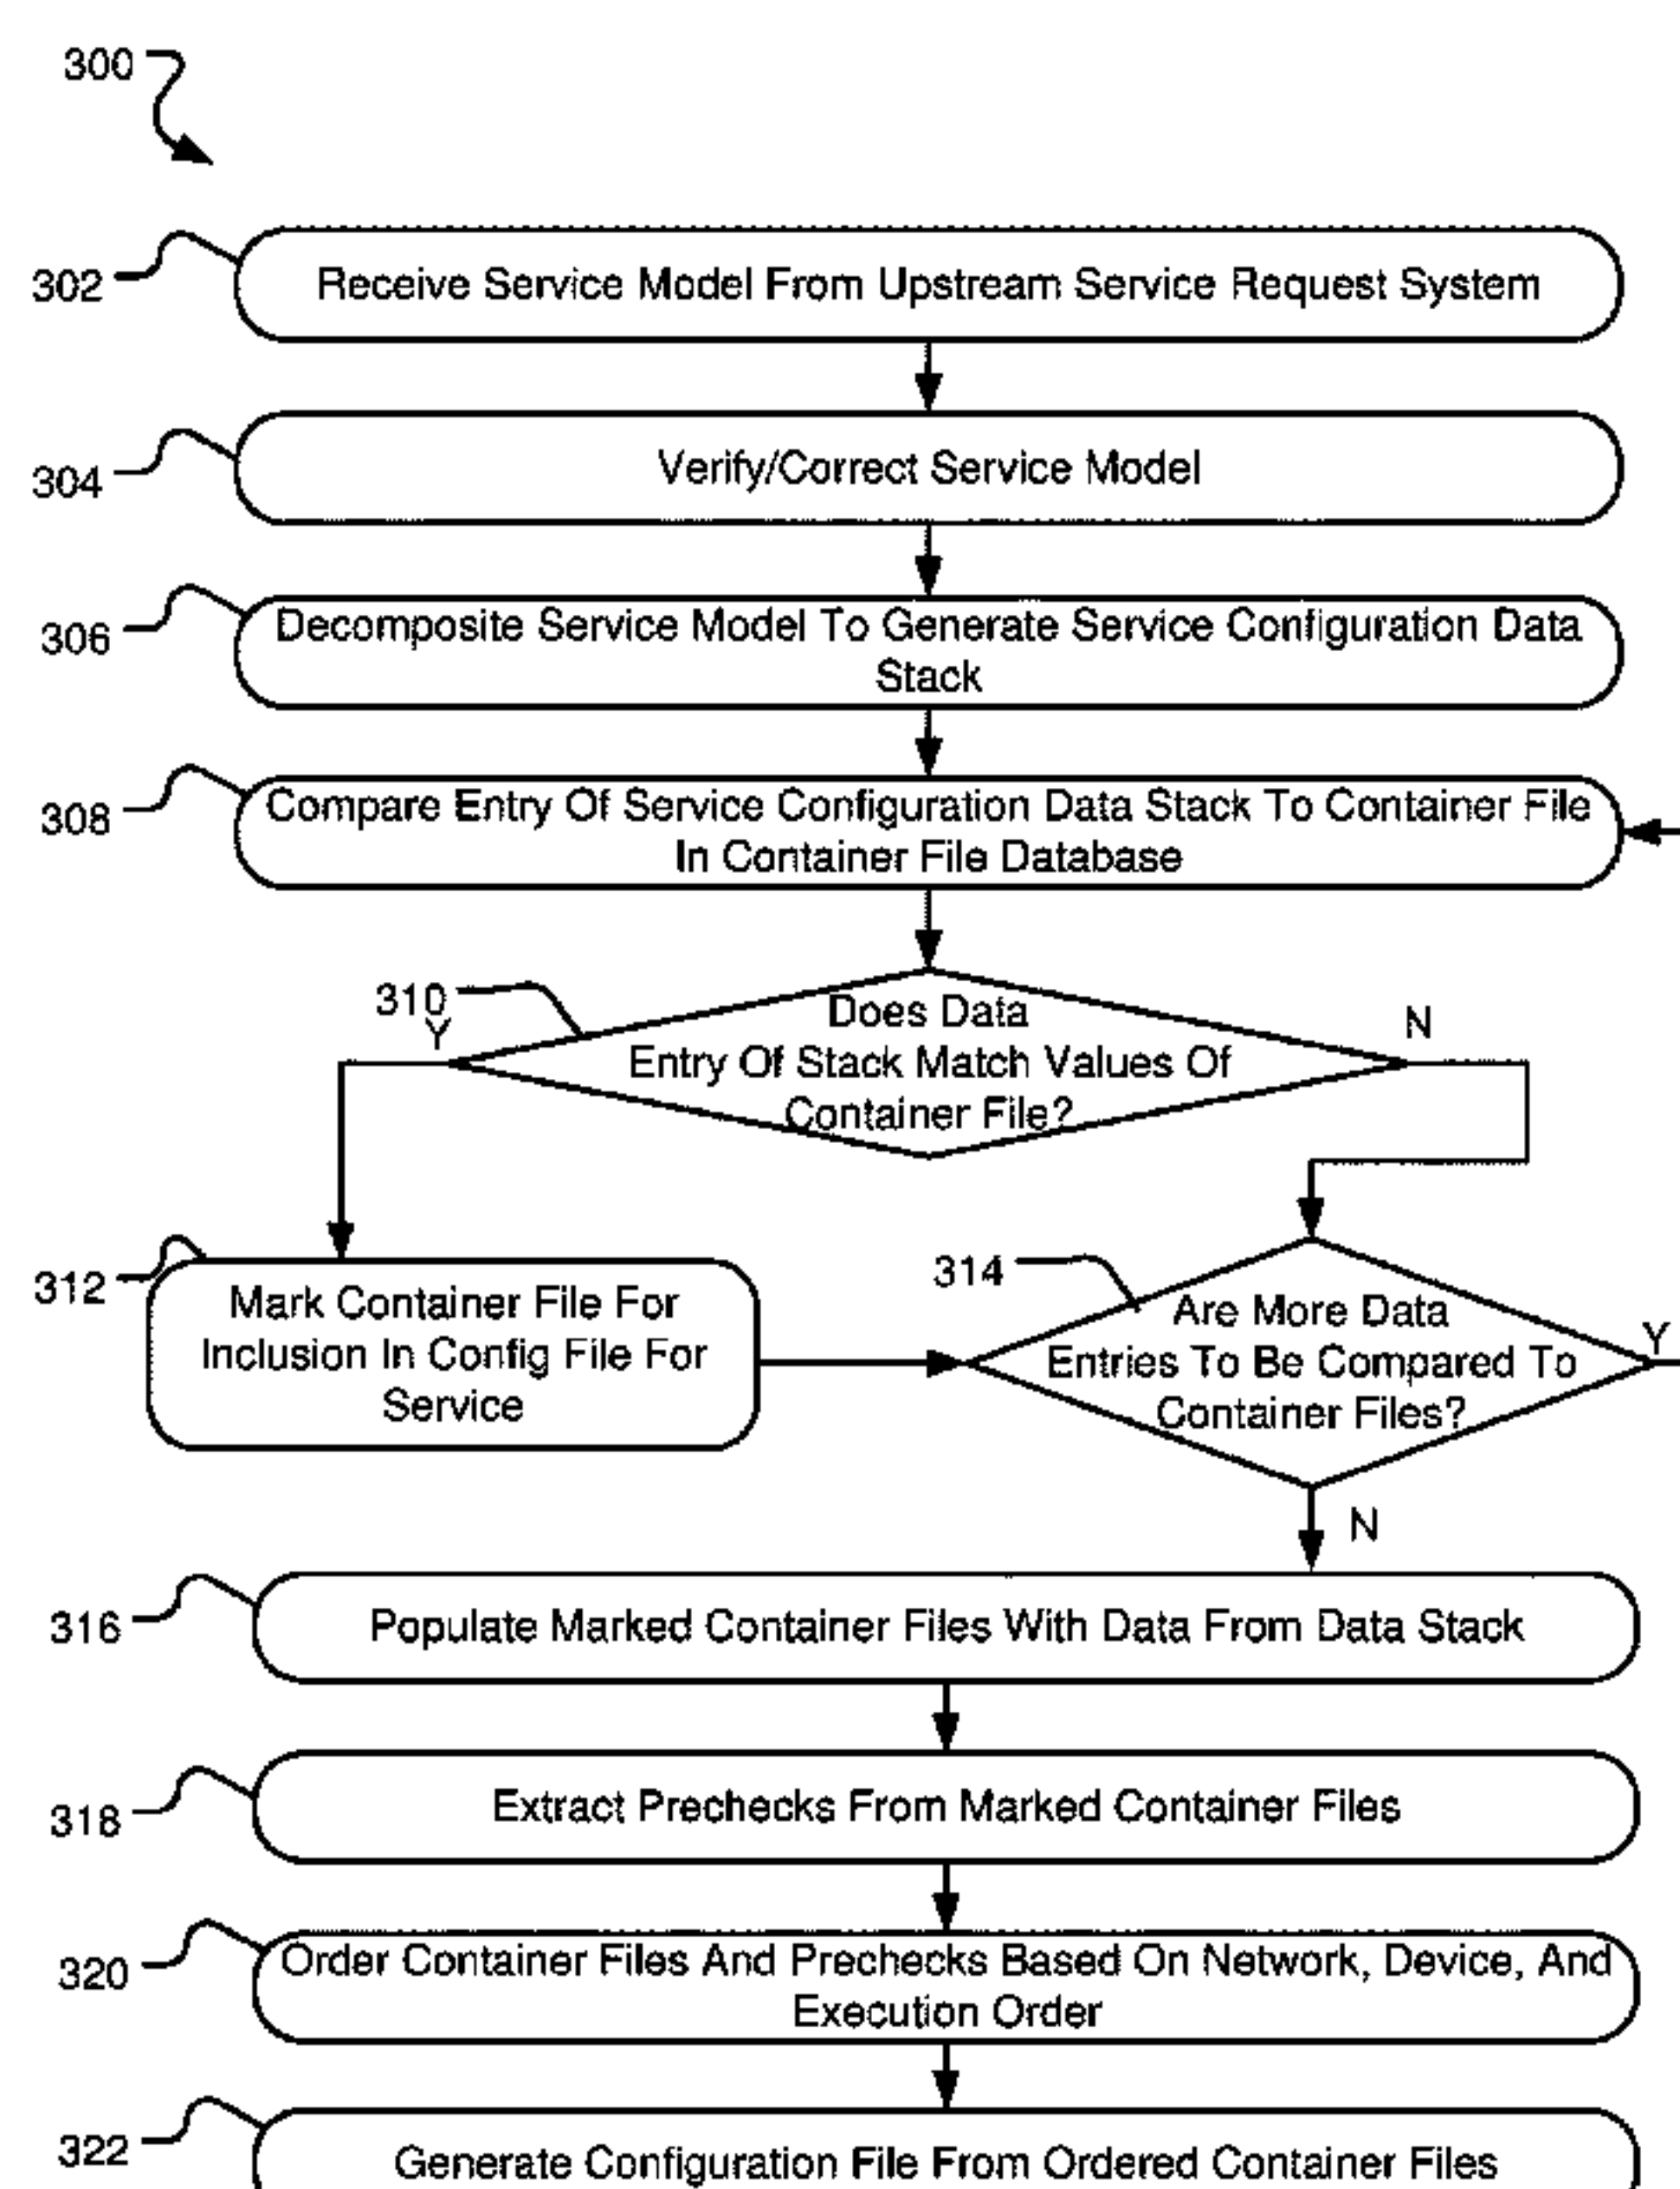 300
302
Receive Service Model From Upstream Service Request System
304
Verify/Correct Service Model
306
Decomposite Service Model To Generate Service Configuration Data
Stack
308
Compare Entry Of Service Configuration Data Stack To Container File
In Container File Database
310
Y
N
Does Data
Entry Of Stack Match Values Of
Container File?
312
Mark Container File For
Inclusion In Config File For
Service
314
Are More Data
Entries To Be Compared To
Container Files?
Y
N
316
Populate Marked Container Files With Data From Data Stack
318
Extract Prechecks From Marked Container Files
320
Order Container Files And Prechecks Based On Network, Device, And
Execution Order
322
Generate Configuration File From Ordered Container Files